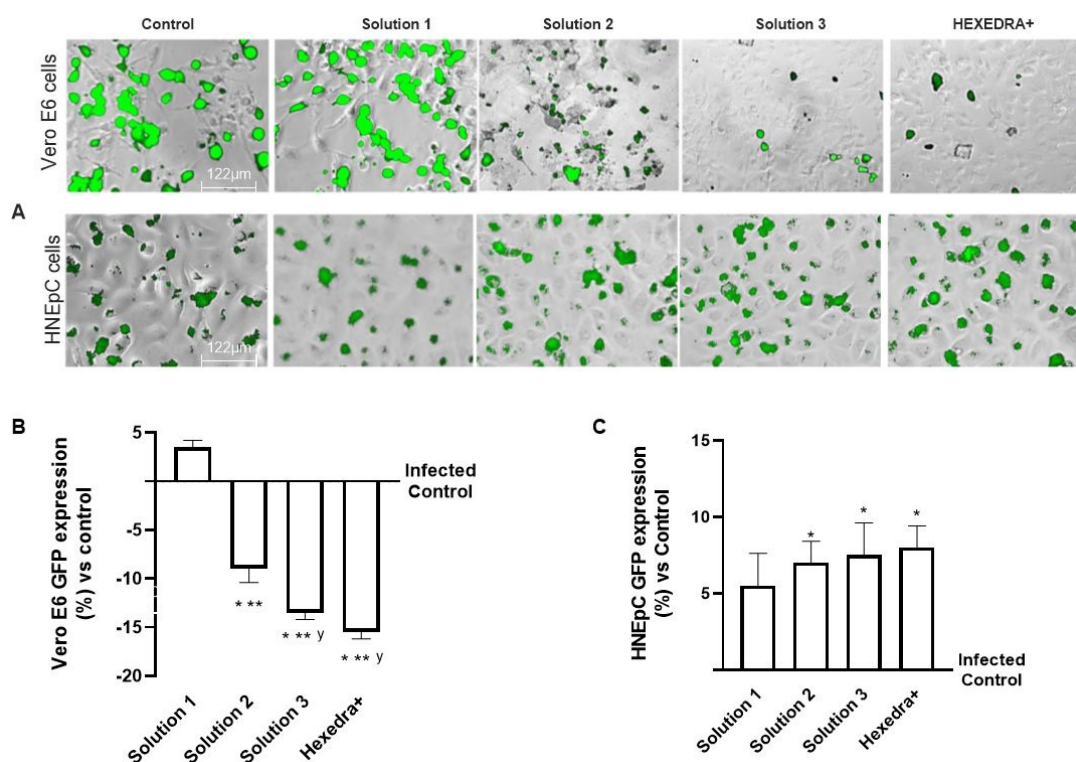 Control Solution 1 Solution 2 Solution 3 HEXEDRA+
Vero E6 cells
122µm
A
HNEpC cells
122µm
B
Vero E6 GFP expression
(%) vs control
5
-5
-10
-15
-20
Infected
Control
* **
* ** y
* ** y
Solution 1
Solution 2
Solution 3
Hexedra+
C
HNEpC GFP expression
(%) vs Control
15
10
5
*
*
*
Infected
Control
Solution 1
Solution 2
Solution 3
Hexedra+